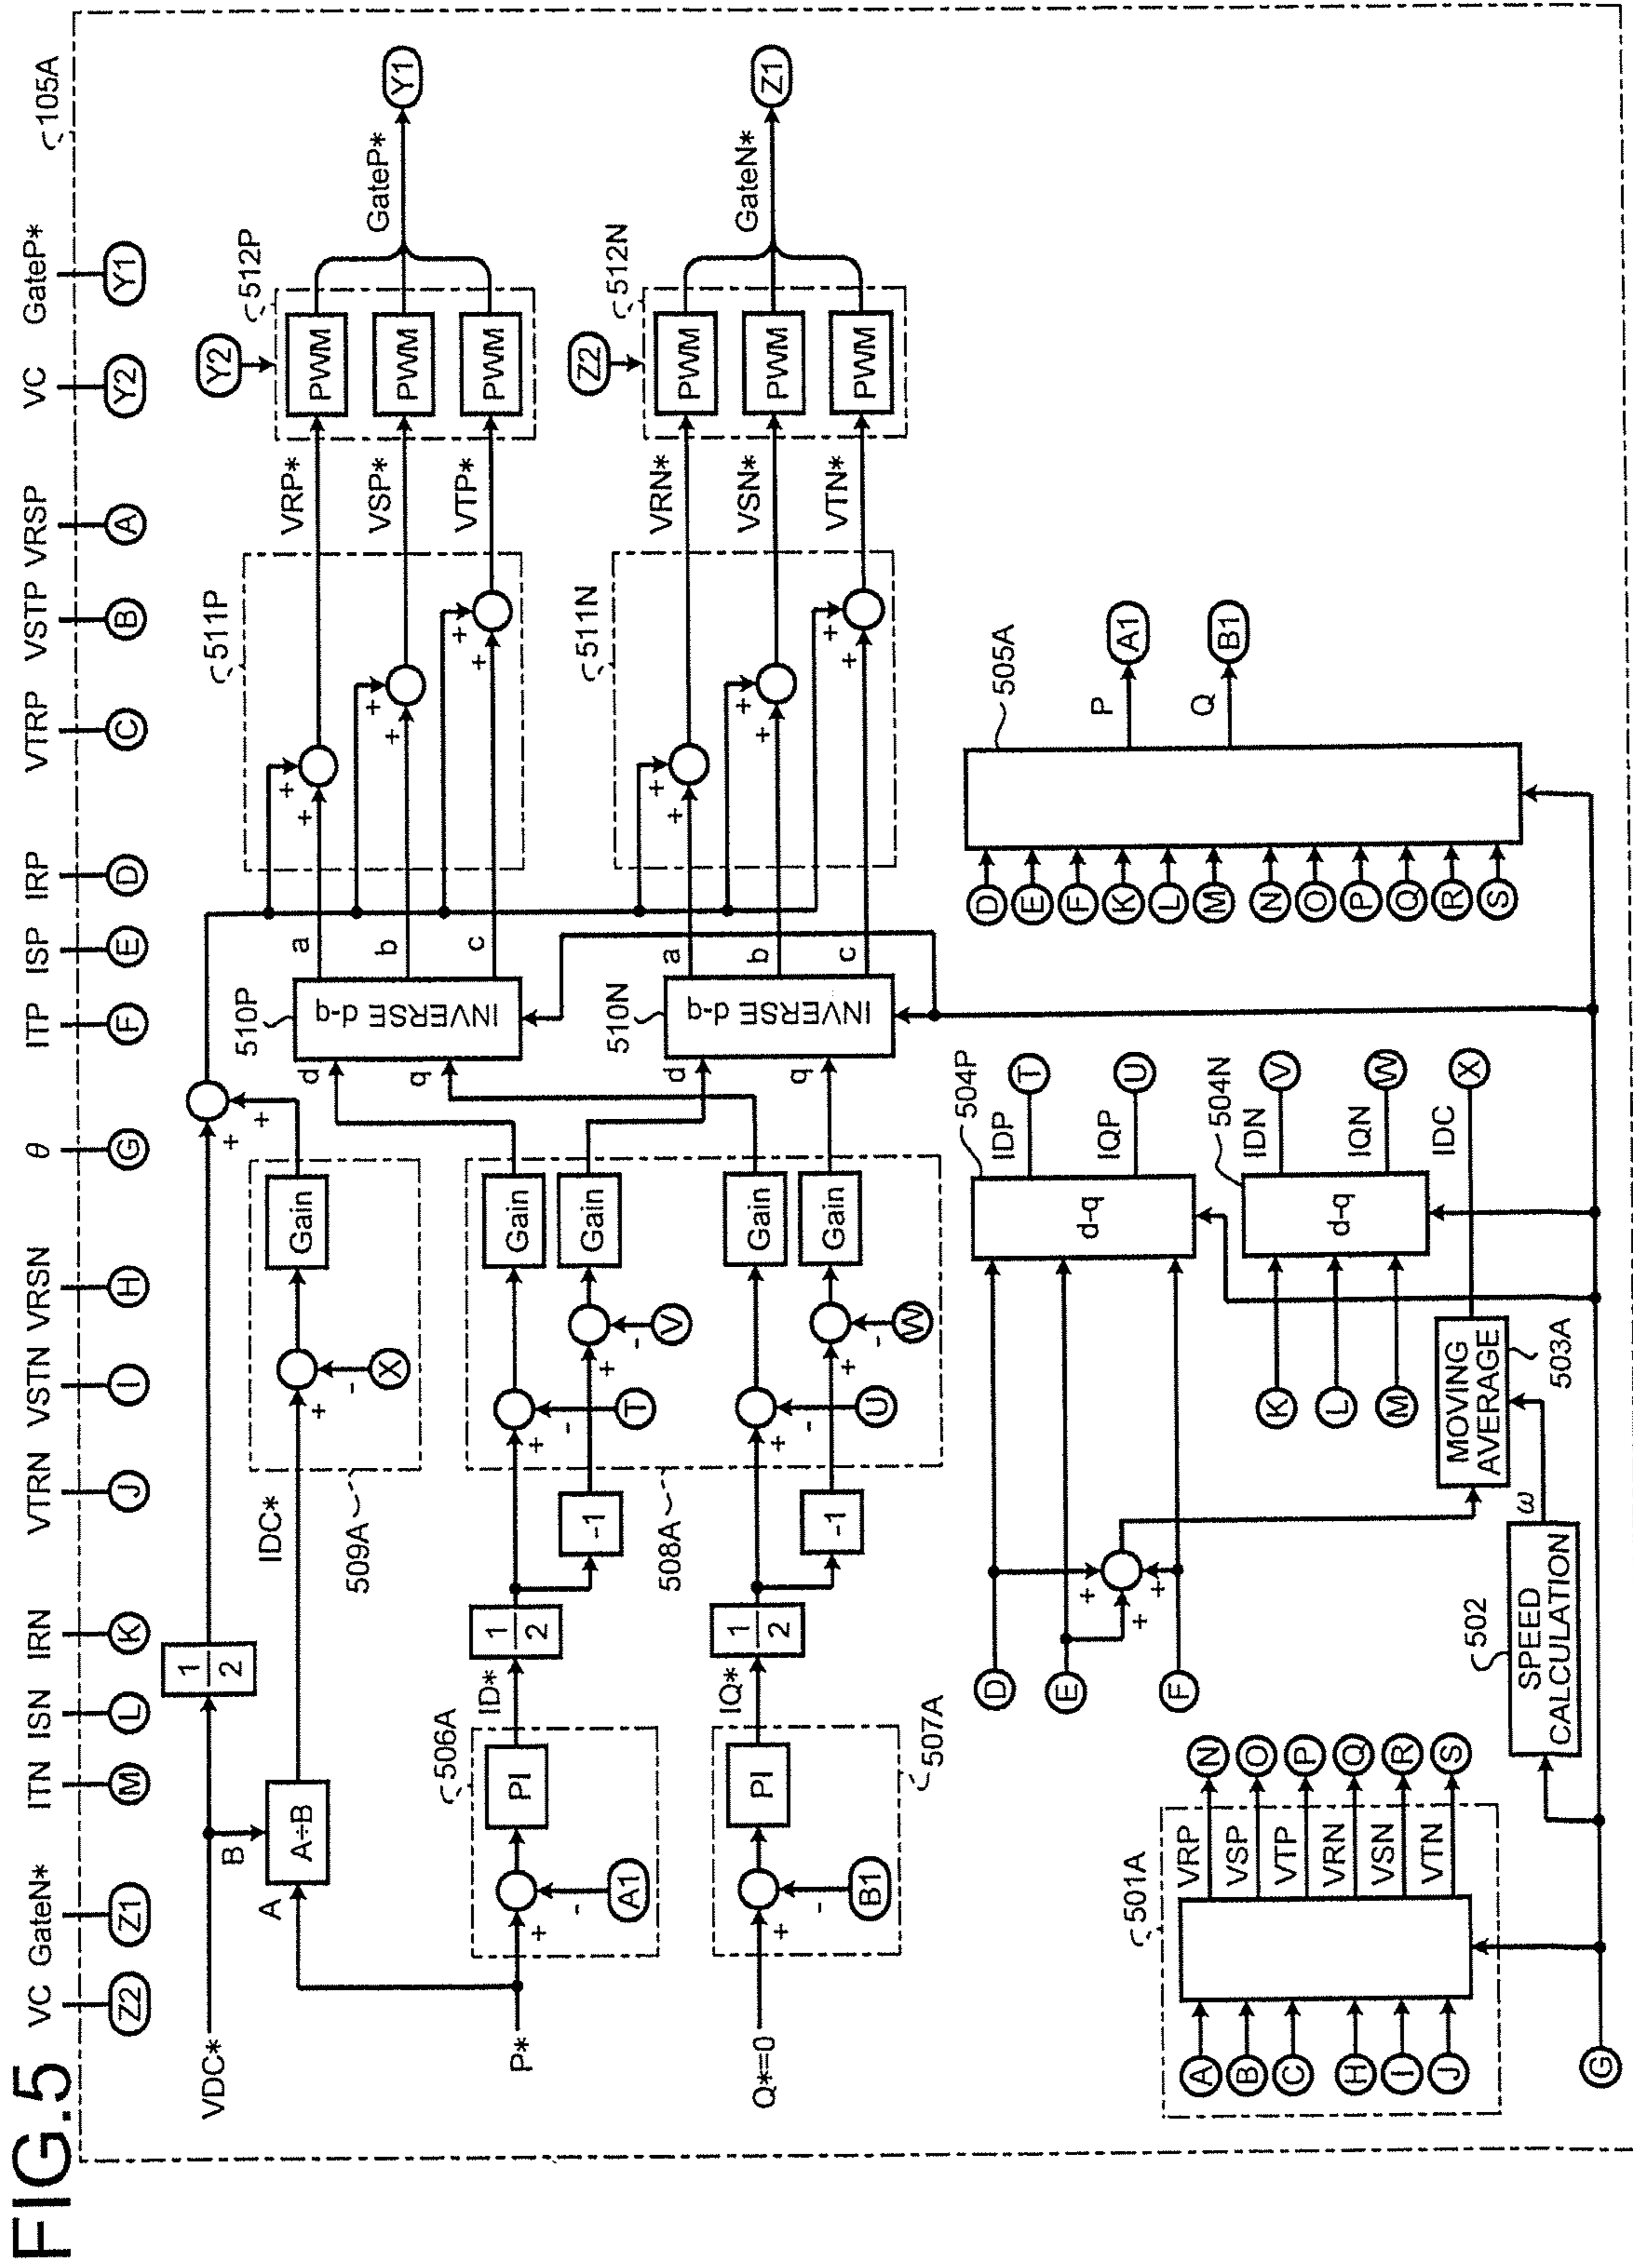 FIG.5
VC GateN* ITN ISN IRN VTRN VSTN VRSN θ ITP ISP IRP VTRP VSTP VRSP VC GateP*
Z2 Z1 M L K J I H G F E D C B A Y2 Y1
105A
VDC*
B
A
A÷B
1
2
IDC*
+
-
X
Gain
509A
+
+
P*
+
-
A1
PI
506A
ID*
1
2
-1
508A
+
-
T
+
-
V
Gain
Gain
Q*=0
+
-
B1
PI
507A
IQ*
1
2
-1
+
-
U
+
-
W
Gain
Gain
d
q
510P
INVERSE d-q
a
b
c
511P
+
+
+
+
+
+
VRP*
VSP*
VTP*
Y2
512P
PWM
PWM
PWM
GateP*
Y1
d
q
510N
INVERSE d-q
a
b
c
511N
+
+
+
+
+
+
VRN*
VSN*
VTN*
Z2
512N
PWM
PWM
PWM
GateN*
Z1
A
B
C
H
I
J
501A
VRP
VSP
VTP
VRN
VSN
VTN
N
O
P
Q
R
S
G
502
SPEED
CALCULATION
ω
D
E
F
+
+
+
MOVING
AVERAGE
503A
K
L
M
504P
d-q
IDP
IQP
T
U
504N
d-q
IDN
IQN
IDC
V
W
X
D
E
F
K
L
M
N
O
P
Q
R
S
505A
P
Q
A1
B1